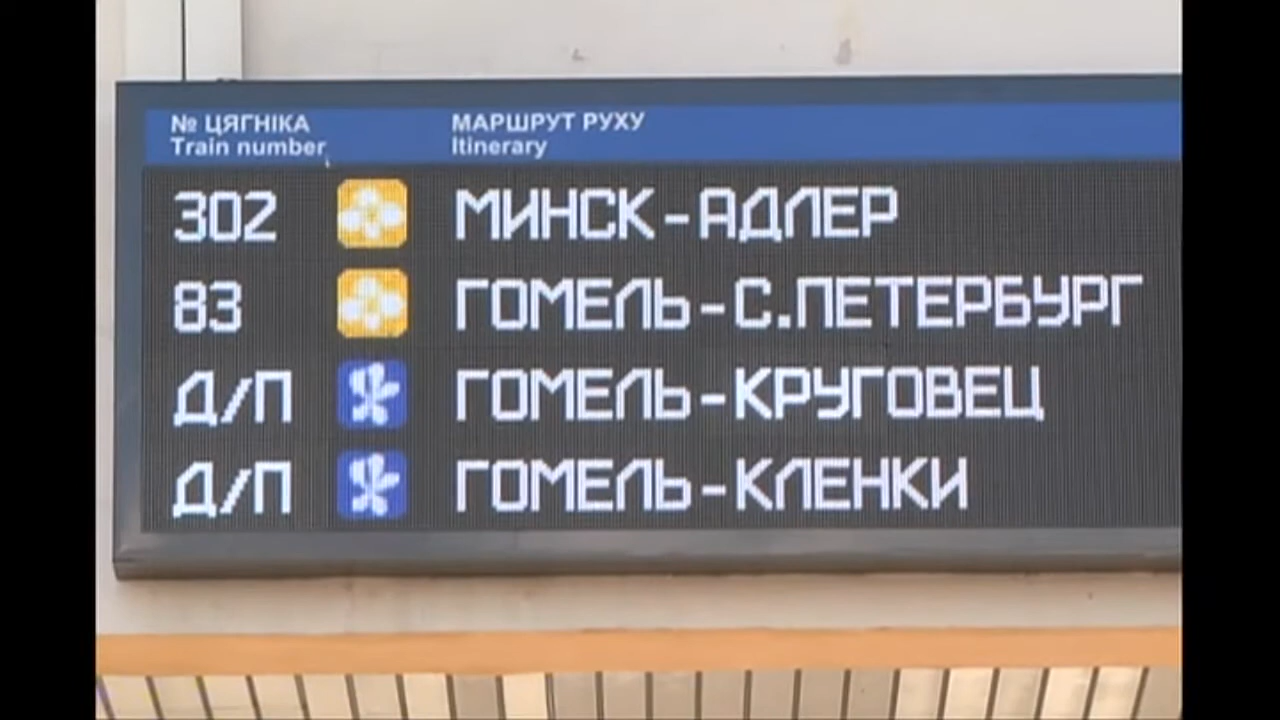 № ЦЯГНІКА МАРШРУТ РУХУ
Train number Itinerary
302 МИНСК-АДЛЕР
83 ГОМЕЛЬ-С.ПЕТЕРБУРГ
Д/П ГОМЕЛЬ-КРУГОВЕЦ
Д/П ГОМЕЛЬ-КЛЕНКИ